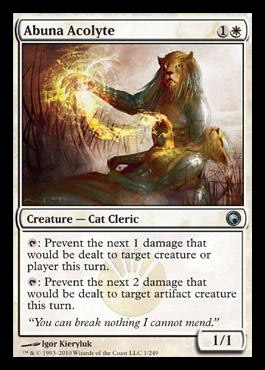 Abuna Acolyte 1
Creature — Cat Cleric
: Prevent the next 1 damage that
would be dealt to target creature or
player this turn.
: Prevent the next 2 damage that
would be dealt to target artifact creature
this turn.
“You can break nothing I cannot mend.”
Igor Kieryluk
1/1
™ & © 1993–2010 Wizards of the Coast LLC 1/249